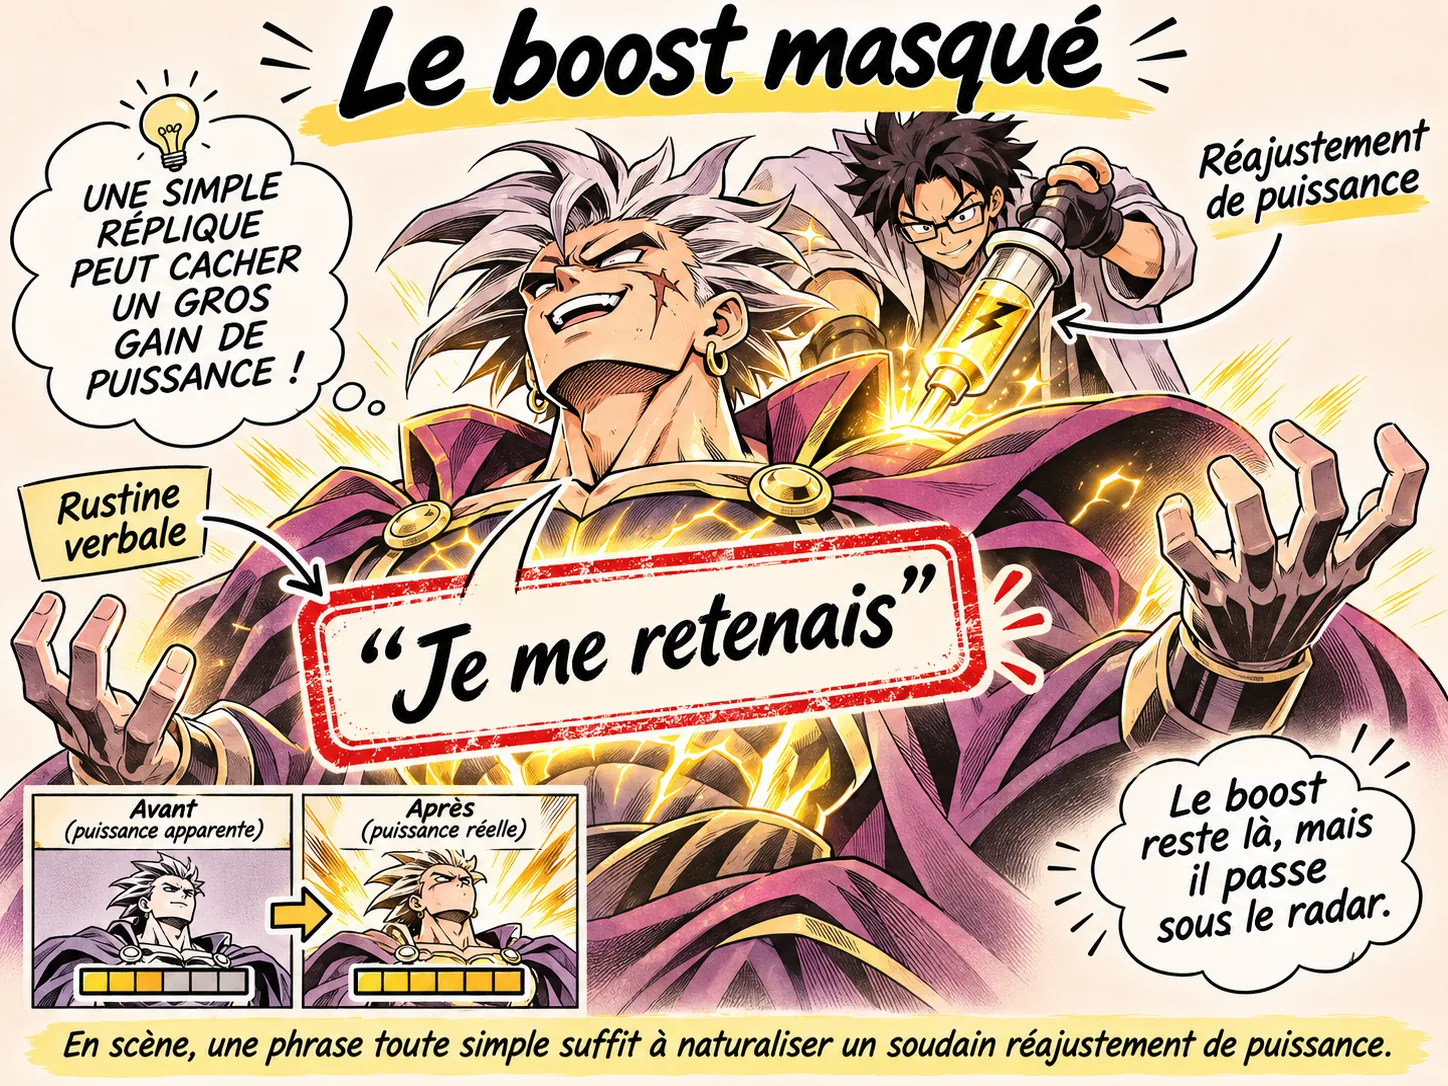 Le boost masqué
UNE SIMPLE
RÉPLIQUE
PEUT CACHER
UN GROS
GAIN DE
PUISSANCE !
Réajustement
de puissance
Rustine
verbale
“Je me retenais”
Avant
(puissance apparente)
Après
(puissance réelle)
Le boost
reste là, mais
il passe
sous le radar.
En scène, une phrase toute simple suffit à naturaliser un soudain réajustement de puissance.